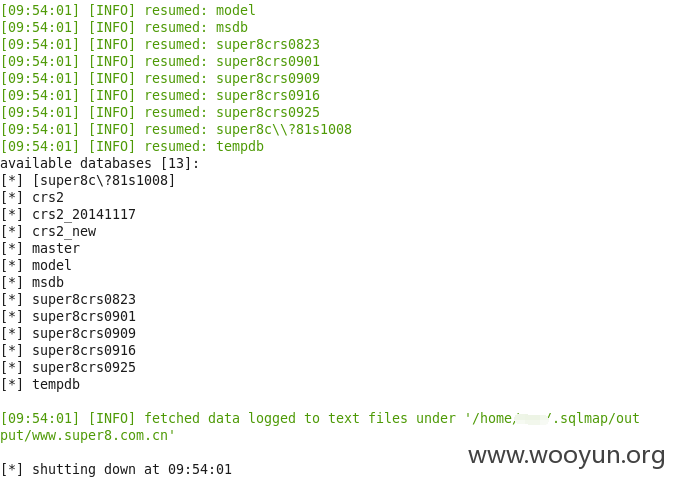 [09:54:01] [INFO] resumed: model
[09:54:01] [INFO] resumed: msdb
[09:54:01] [INFO] resumed: super8crs0823
[09:54:01] [INFO] resumed: super8crs0901
[09:54:01] [INFO] resumed: super8crs0909
[09:54:01] [INFO] resumed: super8crs0916
[09:54:01] [INFO] resumed: super8crs0925
[09:54:01] [INFO] resumed: super8c\\?81s1008
[09:54:01] [INFO] resumed: tempdb
available databases [13]:
[*] [super8c\?81s1008]
[*] crs2
[*] crs2_20141117
[*] crs2_new
[*] master
[*] model
[*] msdb
[*] super8crs0823
[*] super8crs0901
[*] super8crs0909
[*] super8crs0916
[*] super8crs0925
[*] tempdb
[09:54:01] [INFO] fetched data logged to text files under '/home/ /.sqlmap/out
put/www.super8.com.cn'
[*] shutting down at 09:54:01
www.wooyun.org